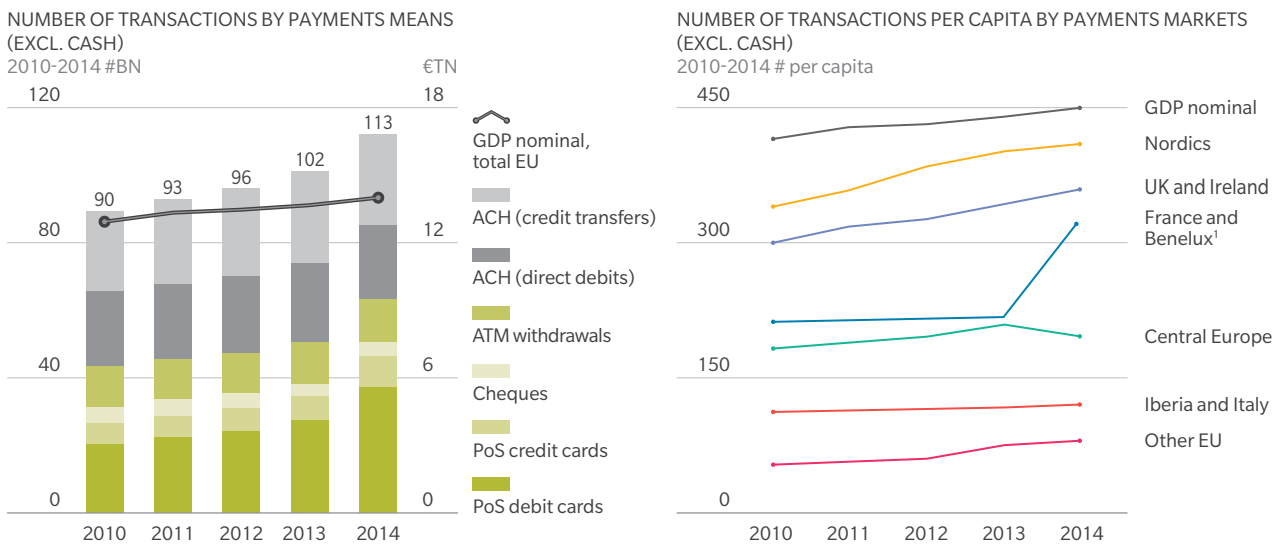 NUMBER OF TRANSACTIONS BY PAYMENTS MEANS
(EXCL. CASH)
2010-2014 #BN
€TN
120
18
80
12
40
6
0
0
90
93
96
102
113
2010
2011
2012
2013
2014
GDP nominal,
total EU
ACH (credit transfers)
ACH (direct debits)
ATM withdrawals
Cheques
PoS credit cards
PoS debit cards
NUMBER OF TRANSACTIONS PER CAPITA BY PAYMENTS MARKETS
(EXCL. CASH)
2010-2014 # per capita
450
300
150
0
2010
2011
2012
2013
2014
GDP nominal
Nordics
UK and Ireland
France and
Benelux¹
Central Europe
Iberia and Italy
Other EU